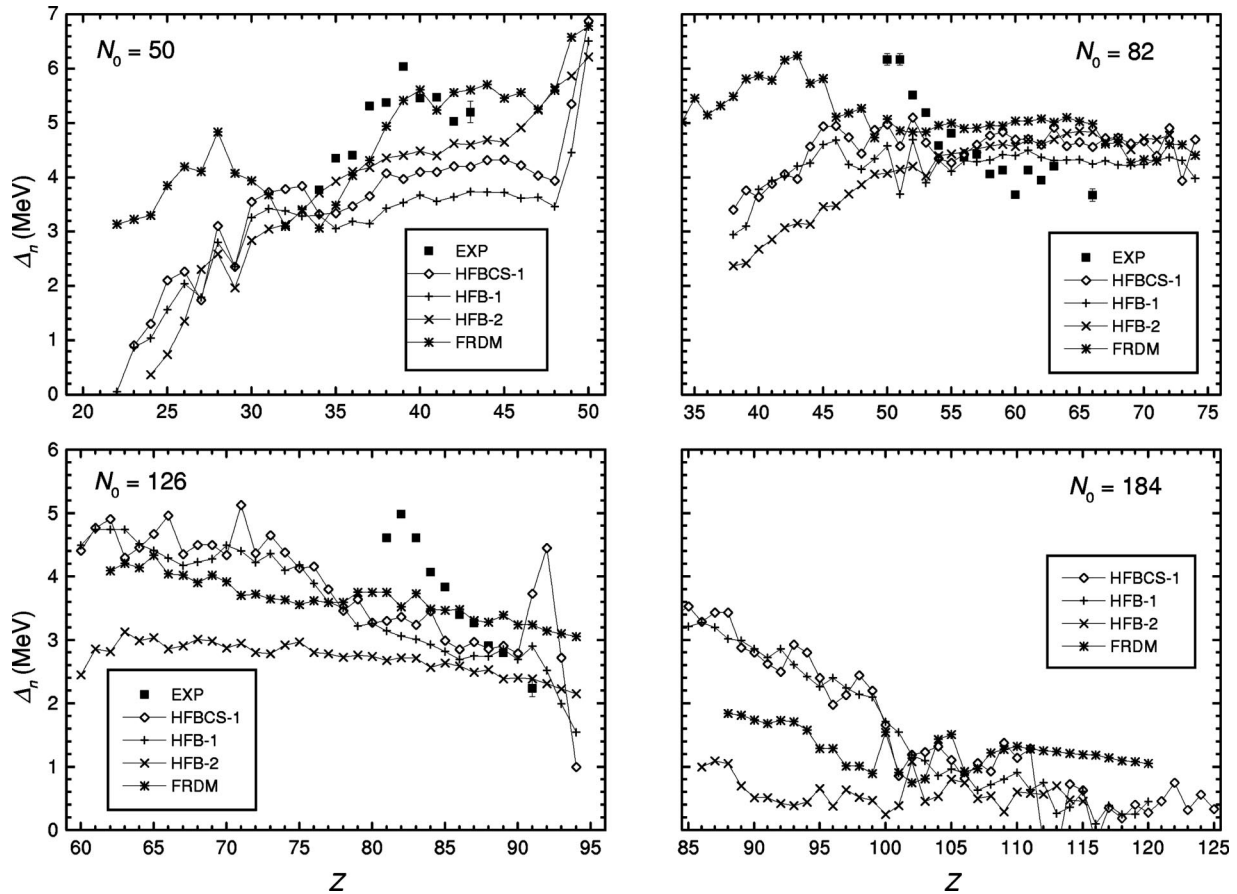 7
6
5
4
3
2
1
0
Δn (MeV)
N0 = 50
EXP
HFBCS-1
HFB-1
HFB-2
FRDM
20 25 30 35 40 45 50
N0 = 82
EXP
HFBCS-1
HFB-1
HFB-2
FRDM
34 40 45 50 55 60 65 70 75
6
5
4
3
2
1
0
Δn (MeV)
N0 = 126
EXP
HFBCS-1
HFB-1
HFB-2
FRDM
60 65 70 75 80 85 90 95
Z
N0 = 184
HFBCS-1
HFB-1
HFB-2
FRDM
85 90 95 100 105 110 115 120 125
Z